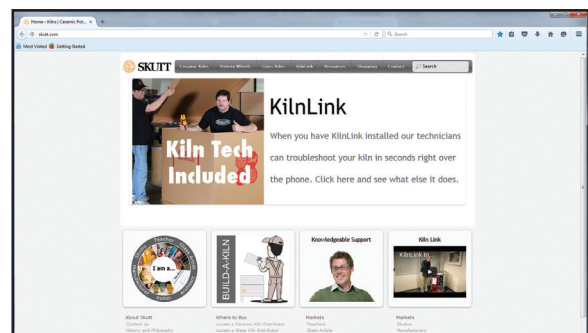 Home - Kilns | Ceramic Pot...
skutt.com
Search
Most Visited
Getting Started
SKUTT
Ceramic Kilns
Pottery Wheels
Glass Kilns
KilnLink
Resources
Shopping
Contact
Search
Kiln Tech
Included
KilnLink
When you have KilnLink installed our technicians
can troubleshoot your kiln in seconds right over
the phone. Click here and see what else it does.
Teacher
Potter
I am a...
BUILD-A-KILN
Knowledgeable Support
Kiln Link
KilnLink In...
About Skutt
Contact Us
History and Philosophy
Where to Buy
Locate a Ceramic Kiln Distributor
Locate a Glass Kiln Distributor
Markets
Teachers
Glass Artists
Markets
Studios
Manufacturers